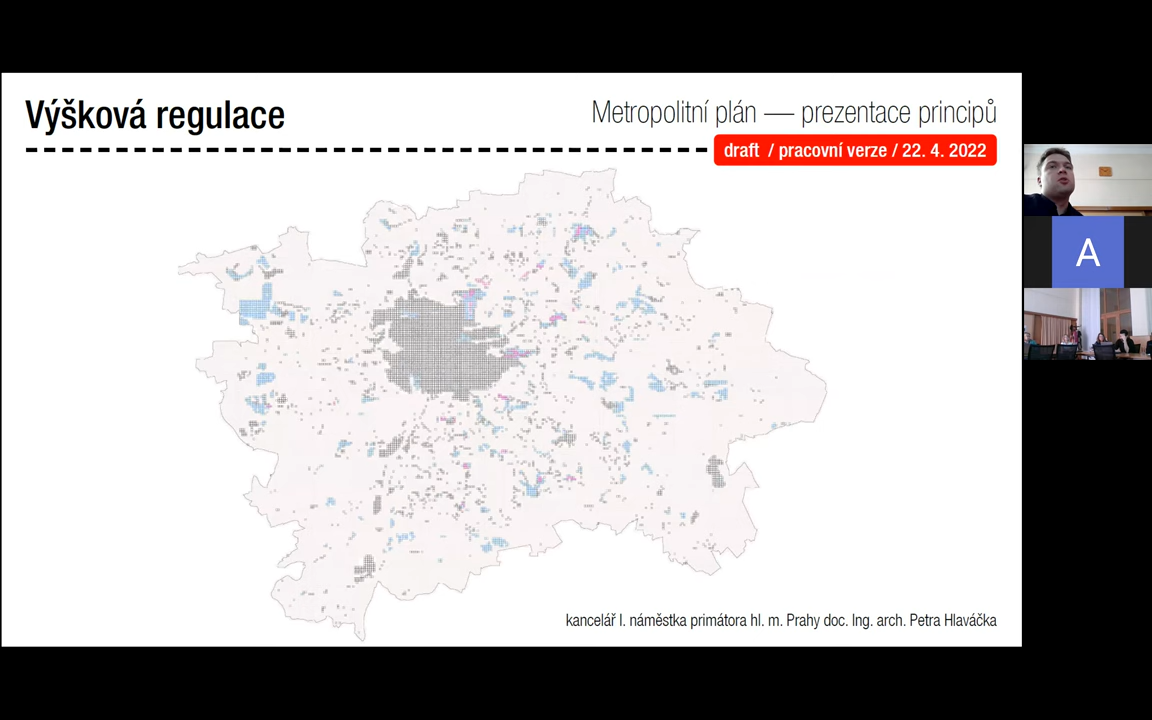 Výšková regulace
Metropolitní plán — prezentace principů
draft / pracovní verze / 22. 4. 2022
A
kancelář I. náměstka primátora hl. m. Prahy doc. Ing. arch. Petra Hlaváčka